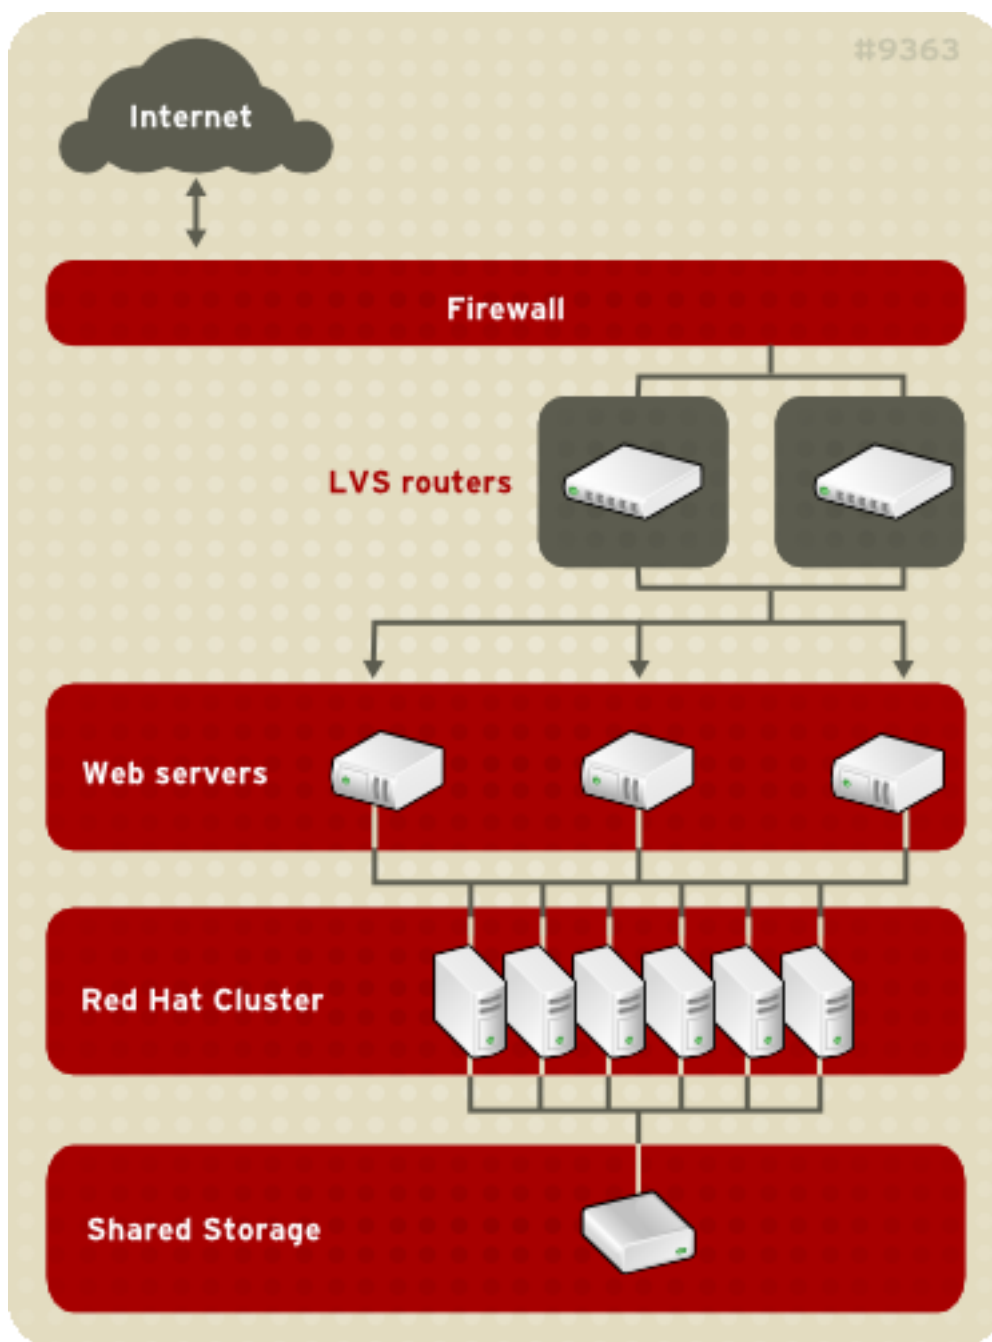 #9363
Internet
Firewall
LVS routers
Web servers
Red Hat Cluster
Shared Storage